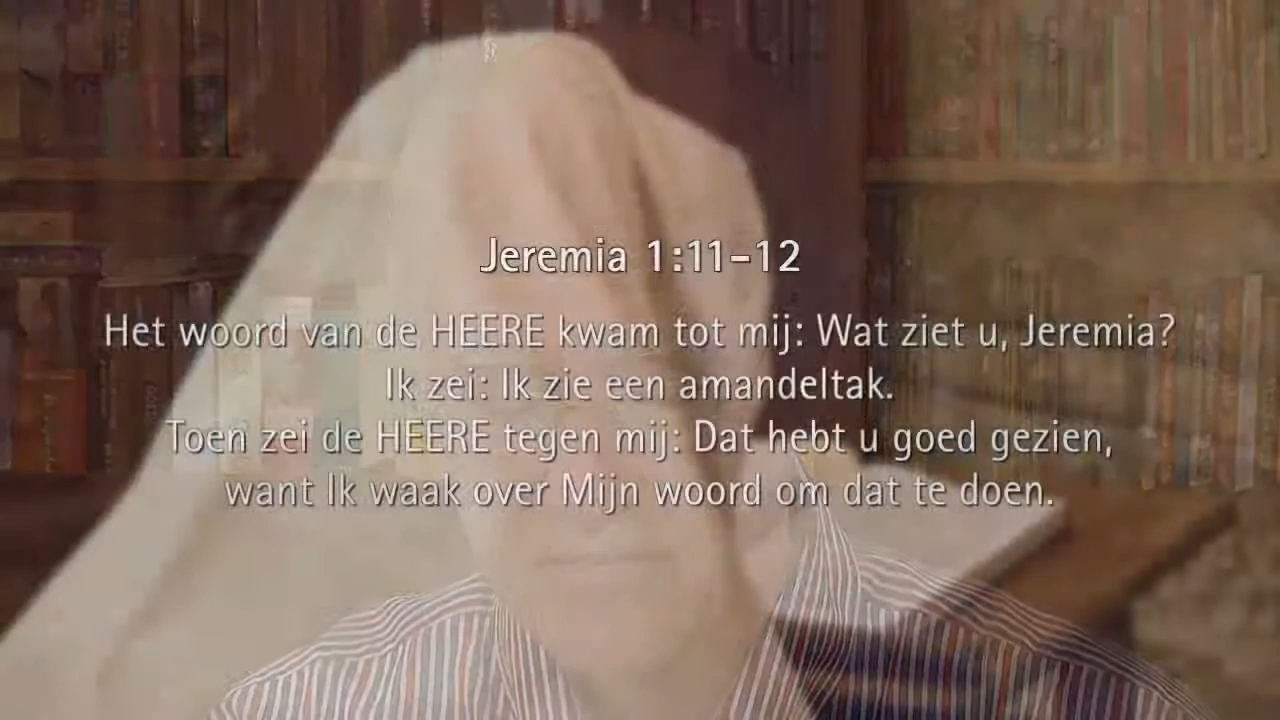 Jeremia 1:11-12
Het woord van de HEERE kwam tot mij: Wat ziet u, Jeremia?
Ik zei: Ik zie een amandeltak.
Toen zei de HEERE tegen mij: Dat hebt u goed gezien,
want Ik waak over Mijn woord om dat te doen.